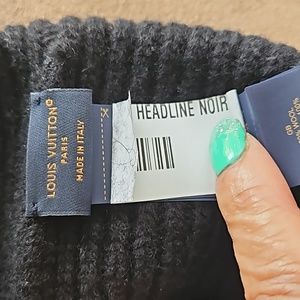 LOUIS VUITTON®
PARIS
MADE IN ITALY
HEADLINE NOIR